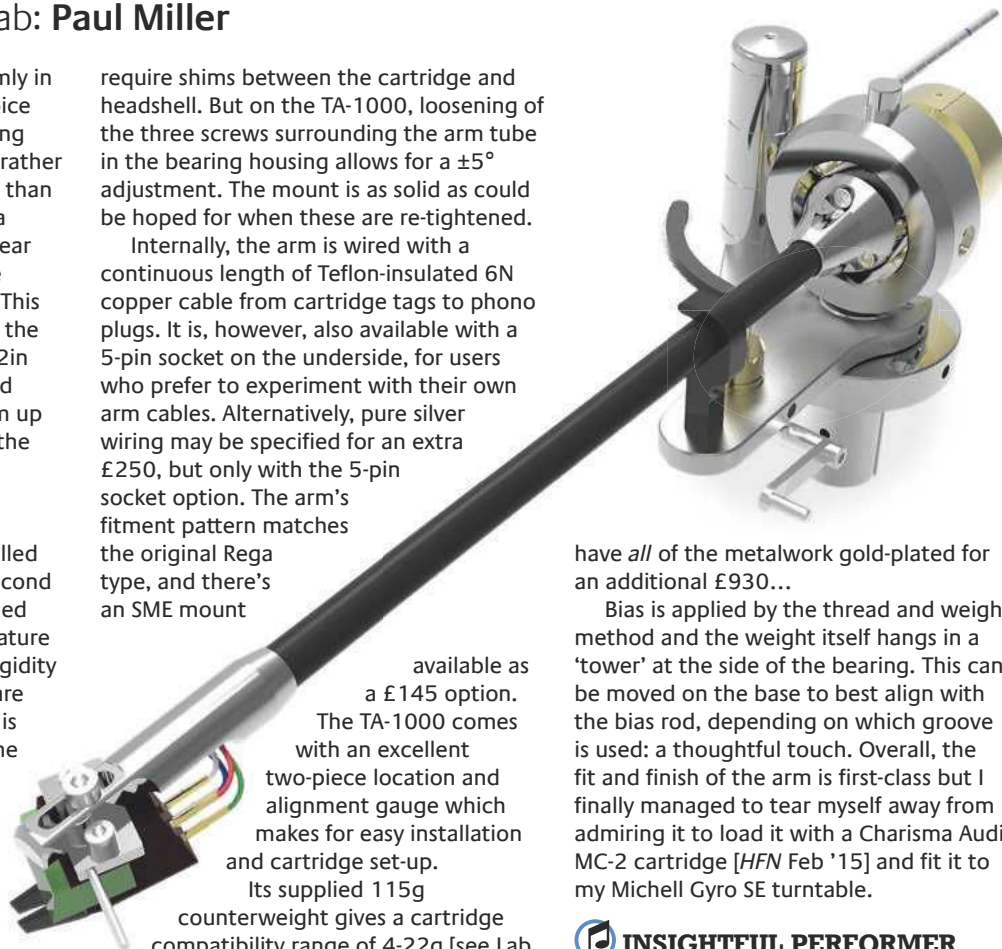 ab: Paul Miller
mly in
oice
ng
rather
than
a
ear
This
the
2in
d
m up
the
lled
cond
ed
ature
gidity
are
is
ne
require shims between the cartridge and
headshell. But on the TA-1000, loosening of
the three screws surrounding the arm tube
in the bearing housing allows for a ±5°
adjustment. The mount is as solid as could
be hoped for when these are re-tightened.
Internally, the arm is wired with a
continuous length of Teflon-insulated 6N
copper cable from cartridge tags to phono
plugs. It is, however, also available with a
5-pin socket on the underside, for users
who prefer to experiment with their own
arm cables. Alternatively, pure silver
wiring may be specified for an extra
£250, but only with the 5-pin
socket option. The arm's
fitment pattern matches
the original Rega
type, and there's
an SME mount
available as
a £145 option.
The TA-1000 comes
with an excellent
two-piece location and
alignment gauge which
makes for easy installation
and cartridge set-up.
Its supplied 115g
counterweight gives a cartridge
compatibility range of 4-22g [see Lab
have all of the metalwork gold-plated for
an additional £930...
Bias is applied by the thread and weigh
method and the weight itself hangs in a
'tower' at the side of the bearing. This can
be moved on the base to best align with
the bias rod, depending on which groove
is used: a thoughtful touch. Overall, the
fit and finish of the arm is first-class but I
finally managed to tear myself away from
admiring it to load it with a Charisma Audi
MC-2 cartridge [HFN Feb '15] and fit it to
my Michell Gyro SE turntable.
INSIGHTFUL PERFORMER